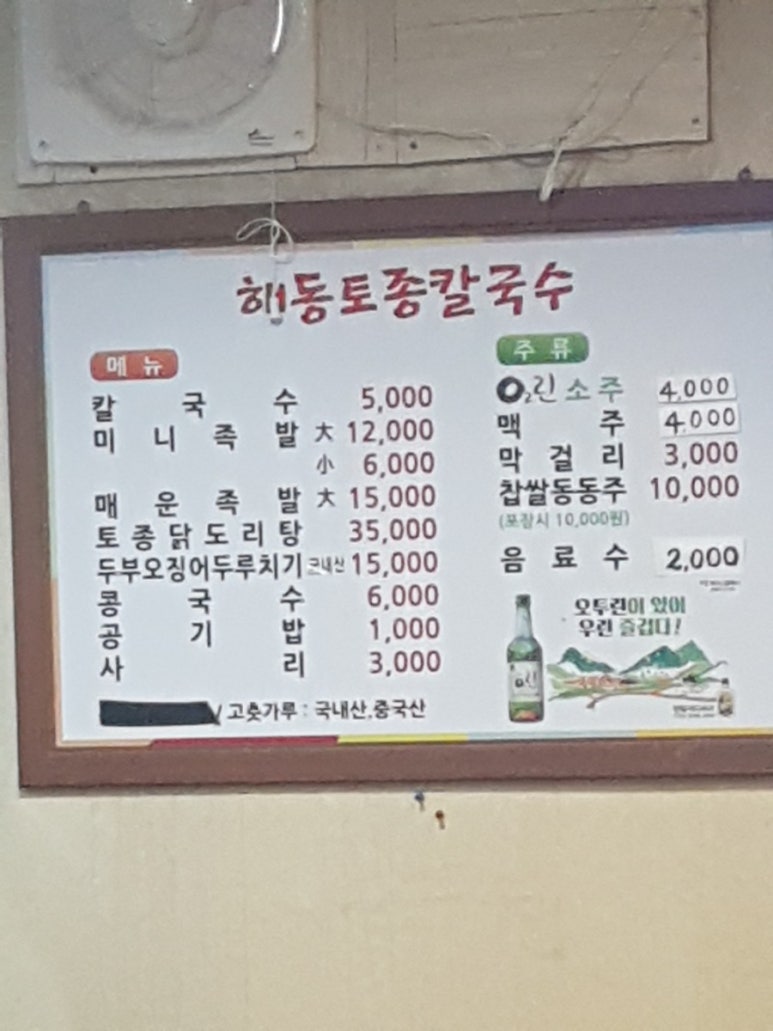 해동토종칼국수
메뉴
칼국수 5,000
미니족발 大 12,000
小 6,000
매운족발 大 15,000
토종닭도리탕 35,000
두부오징어두루치기 국내산 15,000
콩국수 6,000
공기밥 1,000
사리 3,000
/ 고춧가루 : 국내산,중국산
주류
O₂린 소주 4,000
맥주 4,000
막걸리 3,000
찹쌀동동주 10,000
(포장시 10,000원)
음료수 2,000
오투린이 있어
우린 즐겁다!